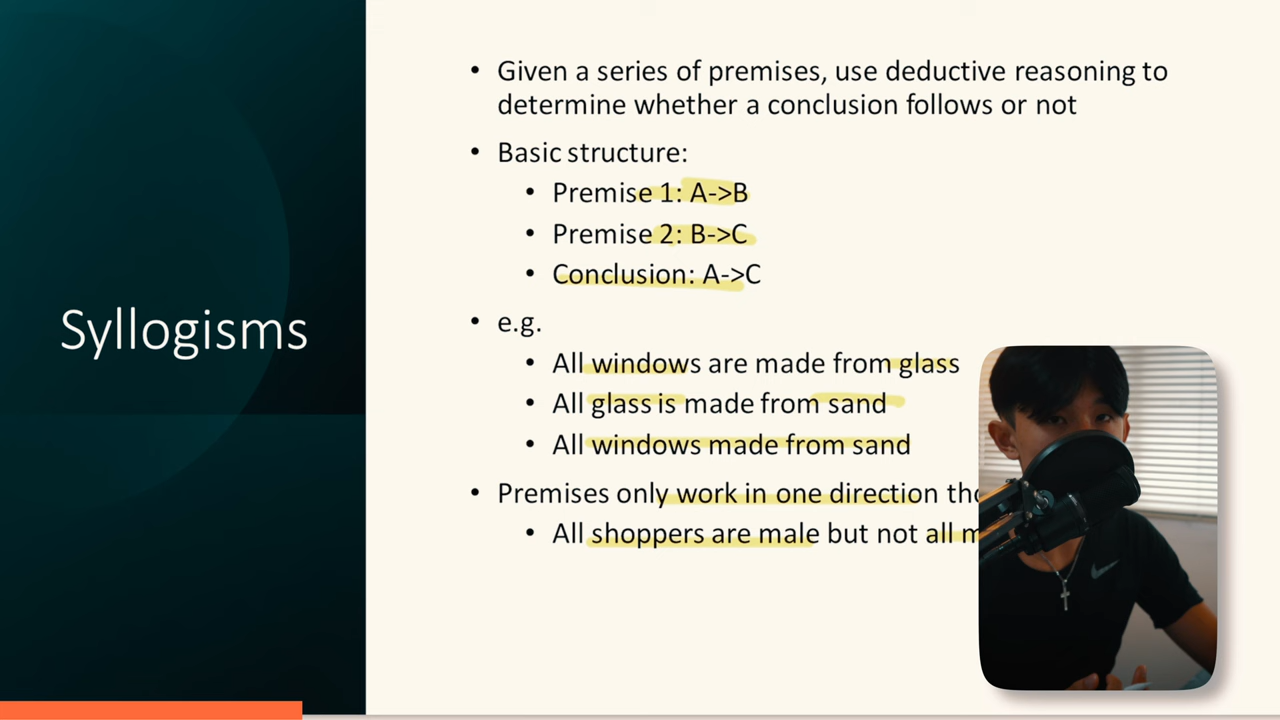 Syllogisms
• Given a series of premises, use deductive reasoning to
determine whether a conclusion follows or not
• Basic structure:
• Premise 1: A->B
• Premise 2: B->C
• Conclusion: A->C
• e.g.
• All windows are made from glass
• All glass is made from sand
• All windows made from sand
• Premises only work in one direction
• All shoppers are male but not all